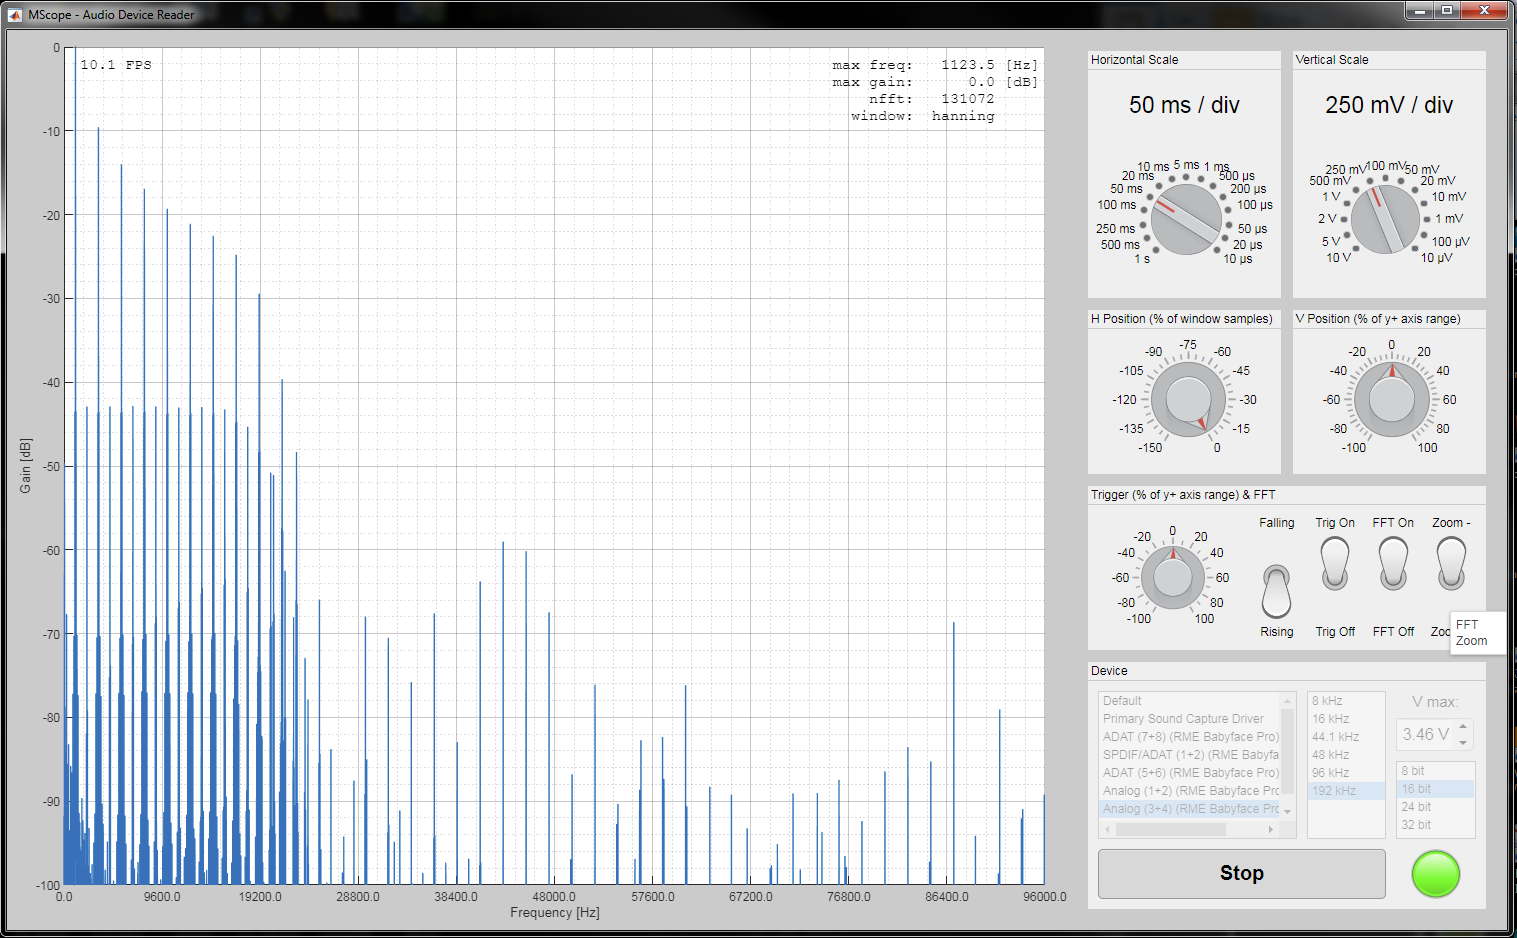 MScope - Audio Device Reader
10.1 FPS
max freq: 1123.5 [Hz]
max gain: 0.0 [dB]
nfft: 131072
window: hanning
0
-10
-20
-30
-40
-50
-60
-70
-80
-90
-100
Gain [dB]
0.0 9600.0 19200.0 28800.0 38400.0 48000.0 57600.0 67200.0 76800.0 86400.0 96000.0
Frequency [Hz]
Horizontal Scale
50 ms / div
10 ms 5 ms 1 ms
20 ms 500 µs
50 ms 200 µs
100 ms 100 µs
250 ms 50 µs
500 ms 20 µs
1 s 10 µs
Vertical Scale
250 mV / div
250 mV 100 mV 50 mV
500 mV 20 mV
1 V 10 mV
2 V 1 mV
5 V 100 µV
10 V 10 µV
H Position (% of window samples)
-75
-90 -60
-105 -45
-120 -30
-135 -15
-150 0
V Position (% of y+ axis range)
0
-20 20
-40 40
-60 60
-80 80
-100 100
Trigger (% of y+ axis range) & FFT
0
-20 20
-40 40
-60 60
-80 80
-100 100
Falling Trig On FFT On Zoom -
Rising Trig Off FFT Off
FFT
Zoom
Device
Default
Primary Sound Capture Driver
ADAT (7+8) (RME Babyface Pro)
SPDIF/ADAT (1+2) (RME Babyfa
ADAT (5+6) (RME Babyface Pro)
Analog (1+2) (RME Babyface Pro
Analog (3+4) (RME Babyface Pro
8 kHz
16 kHz
44.1 kHz
48 kHz
96 kHz
192 kHz
V max:
3.46 V
8 bit
16 bit
24 bit
32 bit
Stop